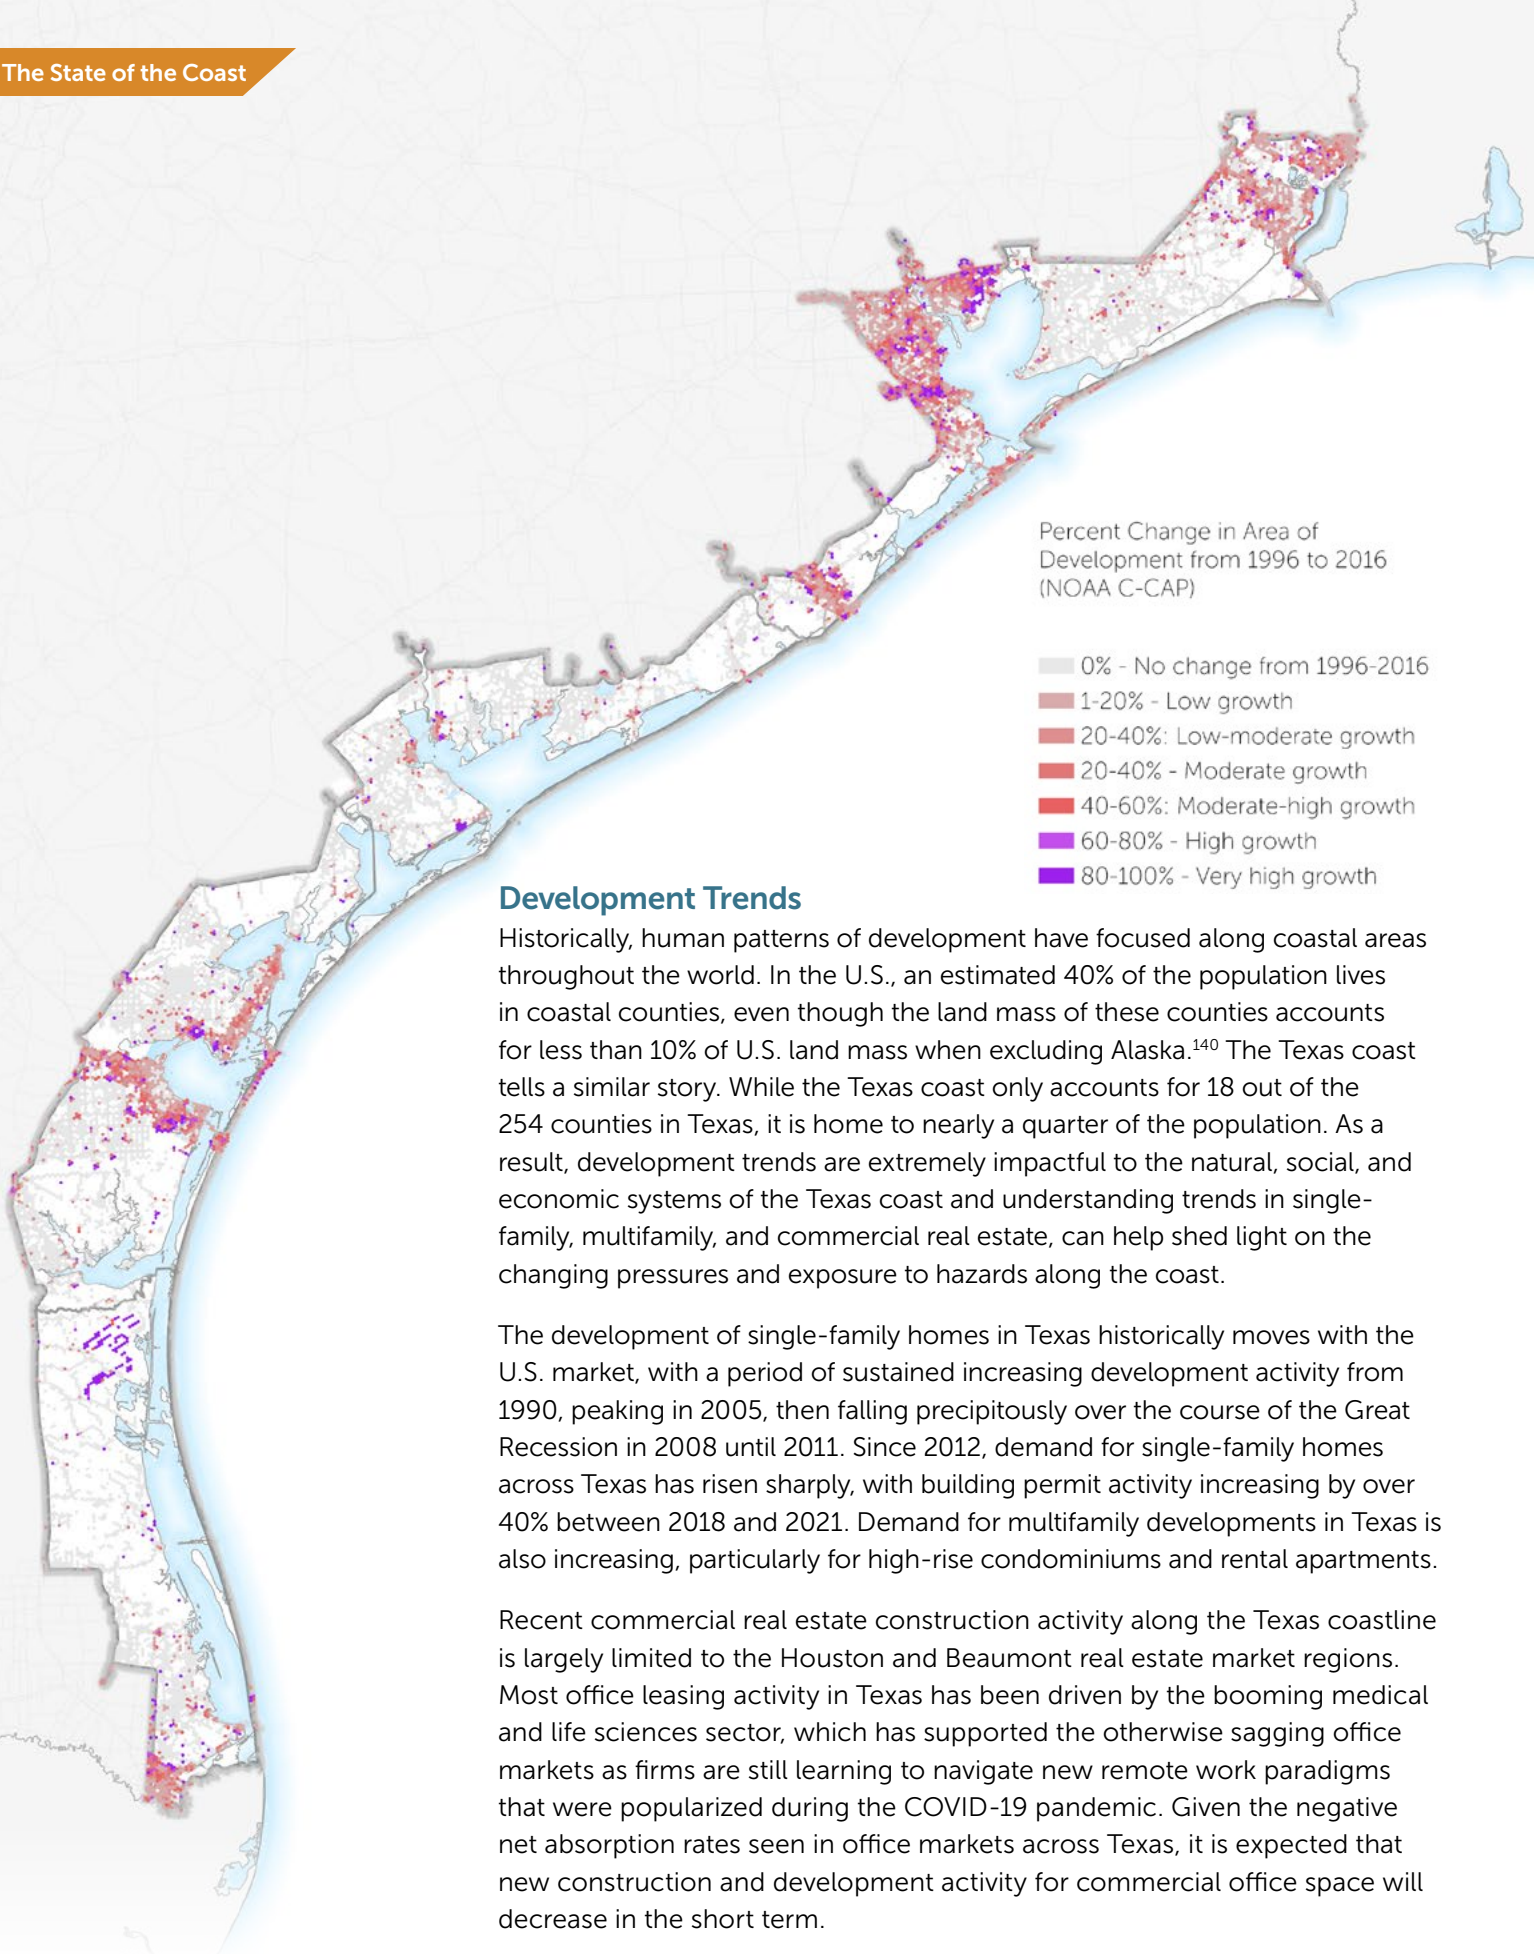 The State of the Coast
Percent Change in Area of
Development from 1996 to 2016
(NOAA C-CAP)
0% - No change from 1996-2016
1-20% - Low growth
20-40%: Low-moderate growth
20-40% - Moderate growth
40-60%: Moderate-high growth
60-80% - High growth
80-100% - Very high growth
Development Trends
Historically, human patterns of development have focused along coastal areas
throughout the world. In the U.S., an estimated 40% of the population lives
in coastal counties, even though the land mass of these counties accounts
for less than 10% of U.S. land mass when excluding Alaska.¹⁴⁰ The Texas coast
tells a similar story. While the Texas coast only accounts for 18 out of the
254 counties in Texas, it is home to nearly a quarter of the population. As a
result, development trends are extremely impactful to the natural, social, and
economic systems of the Texas coast and understanding trends in single-
family, multifamily, and commercial real estate, can help shed light on the
changing pressures and exposure to hazards along the coast.
The development of single-family homes in Texas historically moves with the
U.S. market, with a period of sustained increasing development activity from
1990, peaking in 2005, then falling precipitously over the course of the Great
Recession in 2008 until 2011. Since 2012, demand for single-family homes
across Texas has risen sharply, with building permit activity increasing by over
40% between 2018 and 2021. Demand for multifamily developments in Texas is
also increasing, particularly for high-rise condominiums and rental apartments.
Recent commercial real estate construction activity along the Texas coastline
is largely limited to the Houston and Beaumont real estate market regions.
Most office leasing activity in Texas has been driven by the booming medical
and life sciences sector, which has supported the otherwise sagging office
markets as firms are still learning to navigate new remote work paradigms
that were popularized during the COVID-19 pandemic. Given the negative
net absorption rates seen in office markets across Texas, it is expected that
new construction and development activity for commercial office space will
decrease in the short term.